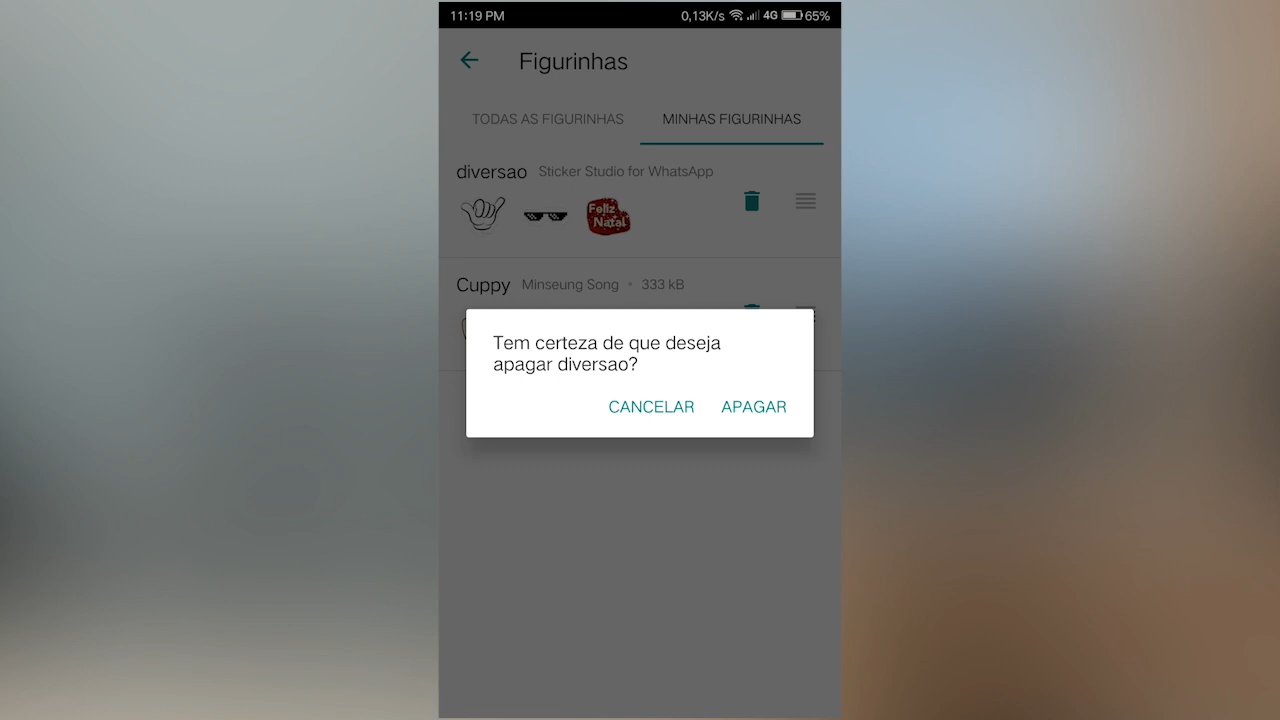 11:19 PM 0,13K/s 4G 65%
Figurinhas
TODAS AS FIGURINHAS MINHAS FIGURINHAS
diversao Sticker Studio for WhatsApp
Feliz
Natal
Cuppy Minseung Song • 333 kB
Tem certeza de que deseja
apagar diversao?
CANCELAR APAGAR